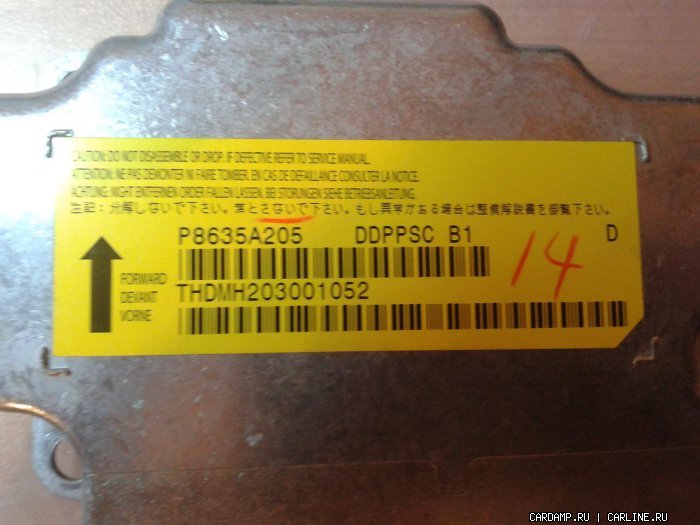 CAUTION: DO NOT DISASSEMBLE OR DROP. IF DEFECTIVE REFER TO SERVICE MANUAL.
ATTENTION: NE PAS DEMONTER NI FAIRE TOMBER. EN CAS DE DEFAILLANCE CONSULTER LA NOTICE.
ACHTUNG: NICHT ENTFERNEN ORDER FALLEN LASSEN. BEI STORUNGEN SIEHE BETRIEBSANLEITUNG.
注記:分解しないで下さい。落とさないで下さい。もし異常がある場合は整備解説書を御覧下さい。
P8635A205 DDPPSC B1 D
14
FORWARD
DEVANT
VORNE
THDMH203001052
CARDAMP.RU | CARLINE.RU